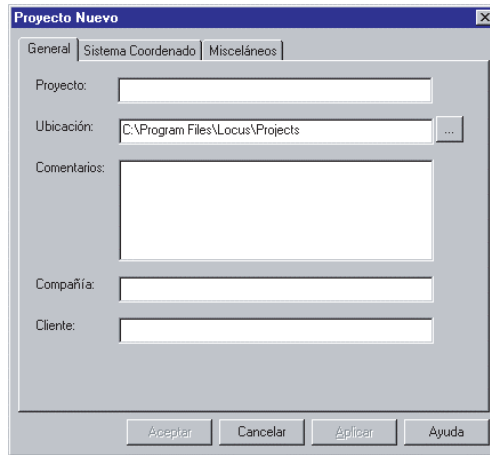 Proyecto Nuevo
General Sistema Coordenado Misceláneos
Proyecto:
Ubicación: C:\Program Files\Locus\Projects ...
Comentarios:
Compañía:
Cliente:
Aceptar Cancelar Aplicar Ayuda